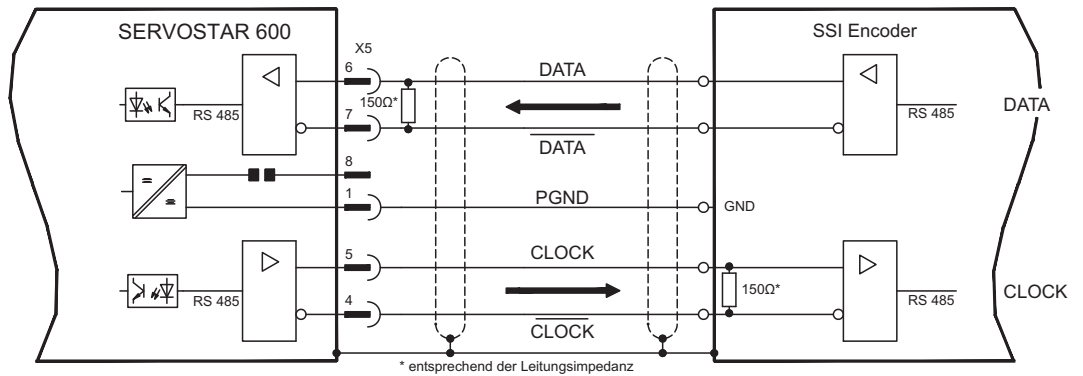 SERVOSTAR 600
X5
SSI Encoder
6
DATA
150Ω*
DATA
RS 485
7
RS 485
DATA
8
1
PGND
GND
5
CLOCK
RS 485
150Ω*
RS 485
CLOCK
4
CLOCK
* entsprechend der Leitungsimpedanz